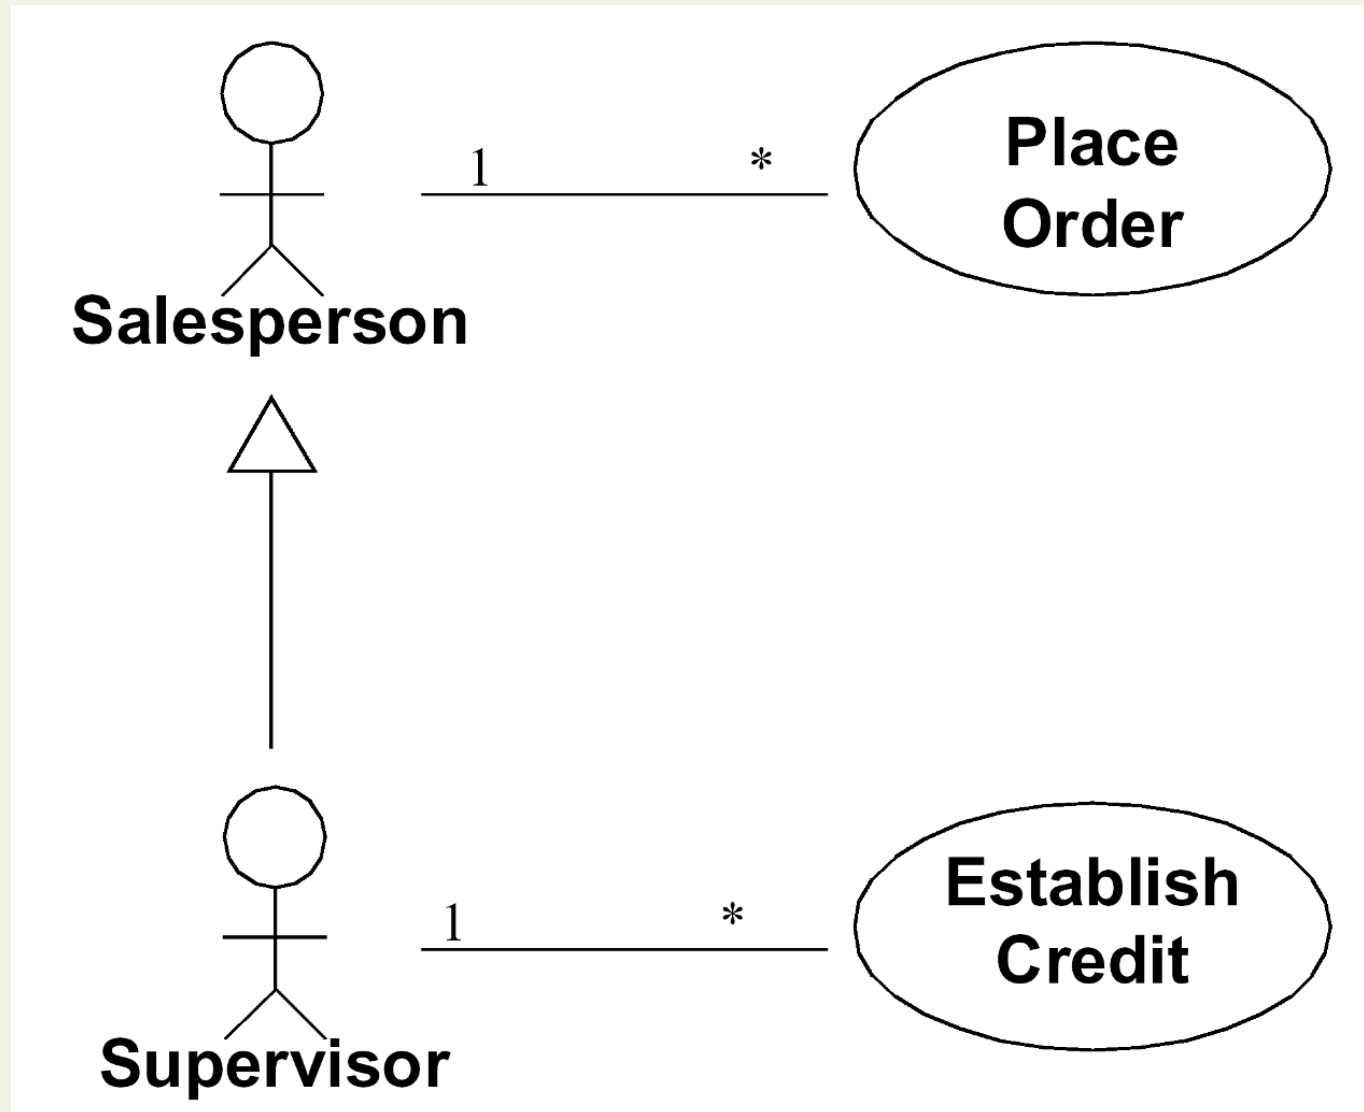 1
*
Place
Order
Salesperson
1
*
Establish
Credit
Supervisor